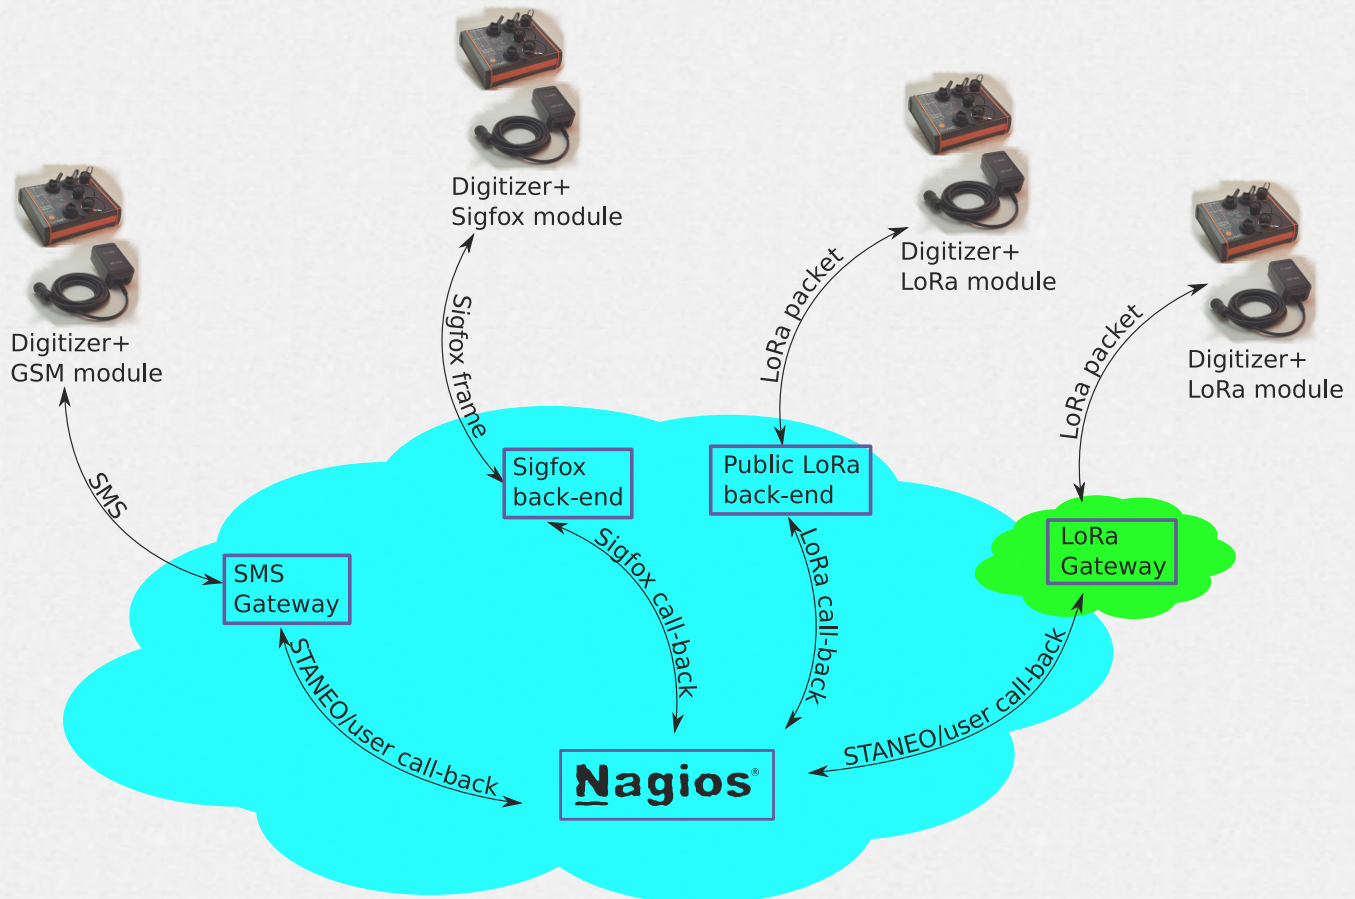 Digitizer+
Sigfox module
Digitizer+
LoRa module
Digitizer+
GSM module
Digitizer+
LoRa module
SMS
Sigfox frame
LoRa packet
LoRa packet
SMS
Gateway
Sigfox
back-end
Public LoRa
back-end
LoRa
Gateway
STANEO/user call-back
Sigfox call-back
LoRa call-back
STANEO/user call-back
Nagios®